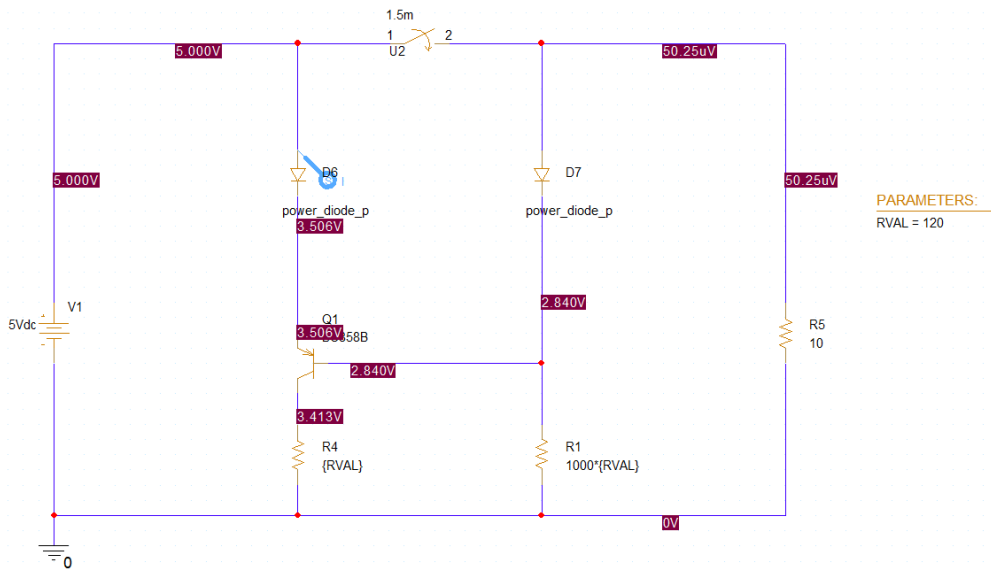 1.5m
1
2
U2
5.000V
50.25uV
5.000V
D6
I
D7
50.25uV
power_diode_p
power_diode_p
3.506V
PARAMETERS:
RVAL = 120
2.840V
V1
5Vdc
Q1
3.506V
R5
10
2.840V
3.413V
R4
{RVAL}
R1
1000*{RVAL}
0V
0